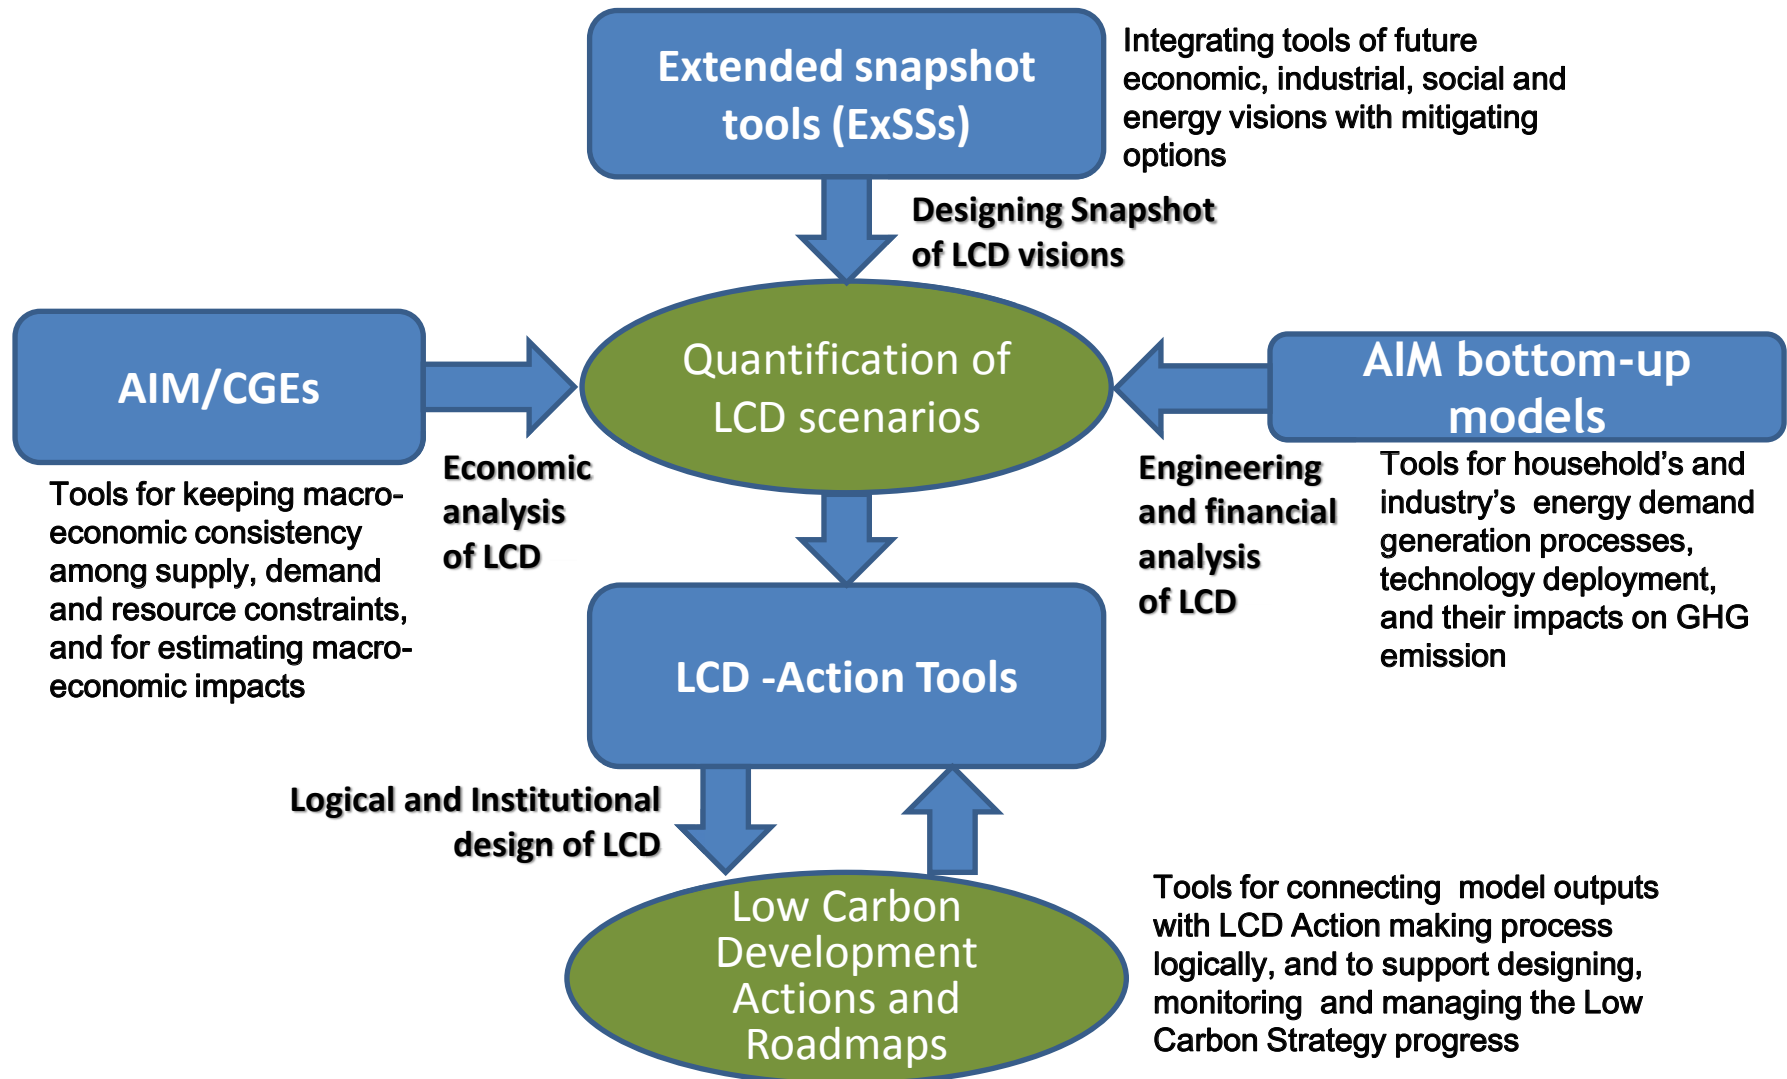 Extended snapshot
tools (ExSSs)
Integrating tools of future
economic, industrial, social and
energy visions with mitigating
options
Designing Snapshot
of LCD visions
AIM/CGEs
Quantification of
LCD scenarios
AIM bottom-up
models
Economic
analysis
of LCD
Engineering
and financial
analysis
of LCD
Tools for keeping macro-
economic consistency
among supply, demand
and resource constraints,
and for estimating macro-
economic impacts
Tools for household's and
industry's  energy demand
generation processes,
technology deployment,
and their impacts on GHG
emission
LCD -Action Tools
Logical and Institutional
design of LCD
Low Carbon
Development
Actions and
Roadmaps
Tools for connecting  model outputs
with LCD Action making process
logically, and to support designing,
monitoring  and managing the Low
Carbon Strategy progress